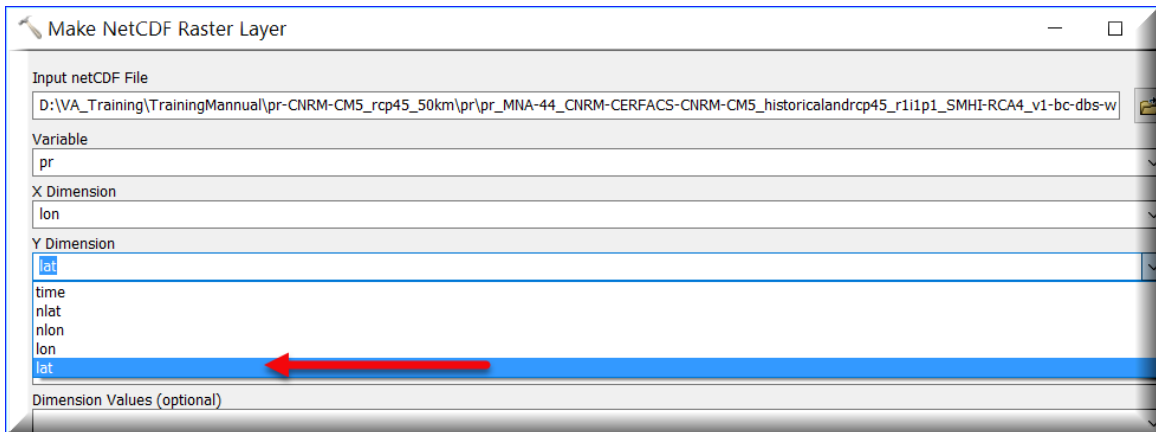 Make NetCDF Raster Layer
Input netCDF File
D:\VA_Training\TrainingMannual\pr-CNRM-CM5_rcp45_50km\pr\pr_MNA-44_CNRM-CERFACS-CNRM-CM5_historicalandrcp45_r1i1p1_SMHI-RCA4_v1-bc-dbs-w
Variable
pr
X Dimension
lon
Y Dimension
lat
time
nlat
nlon
lon
lat
Dimension Values (optional)